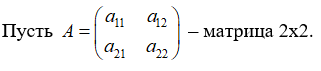 Пусть A = ( a₁₁ a₁₂ ; a₂₁ a₂₂ ) – матрица 2x2.